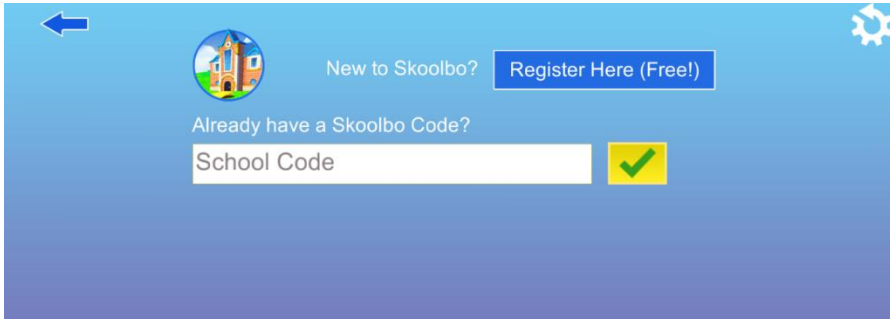 New to Skoolbo? Register Here (Free!)
Already have a Skoolbo Code?
School Code